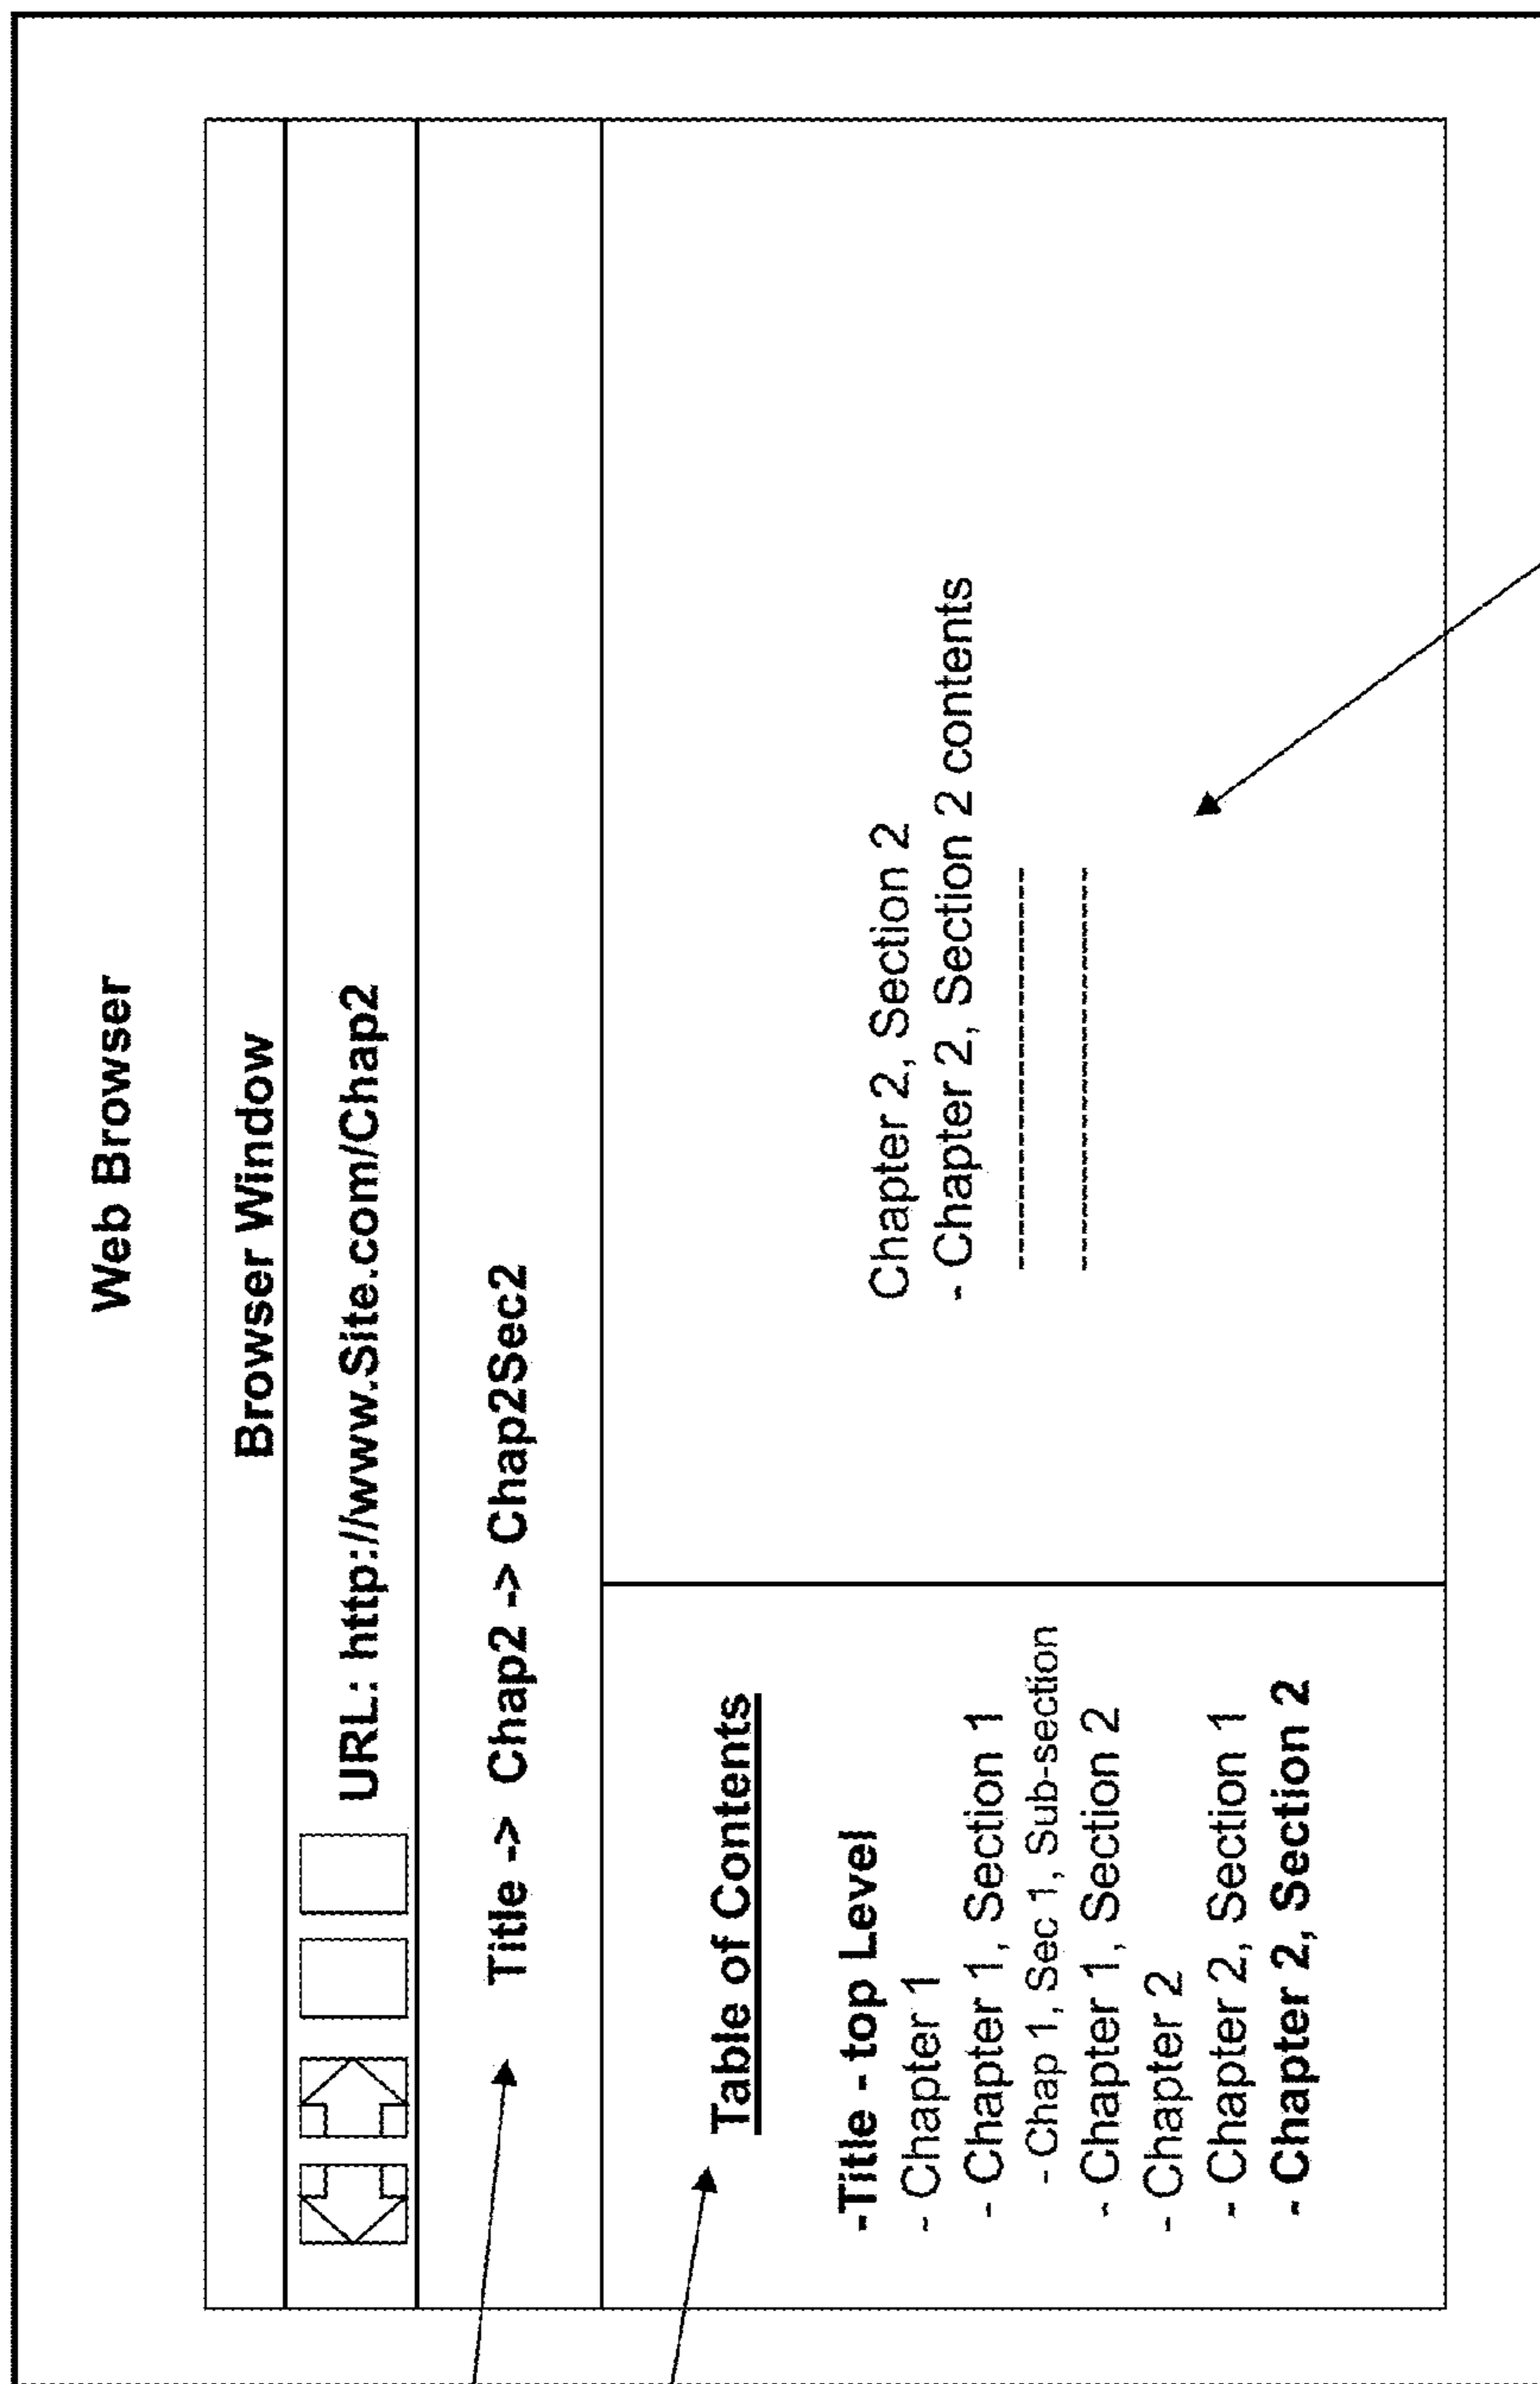 Web Browser
Browser Window
URL: http://www.Site.com/Chap2
Title -> Chap2 -> Chap2Sec2
Table of Contents
-Title - top Level
- Chapter 1
- Chapter 1, Section 1
- Chap 1, Sec 1, Sub-section
- Chapter 1, Section 2
- Chapter 2
- Chapter 2, Section 1
- Chapter 2, Section 2
Chapter 2, Section 2
- Chapter 2, Section 2 contents